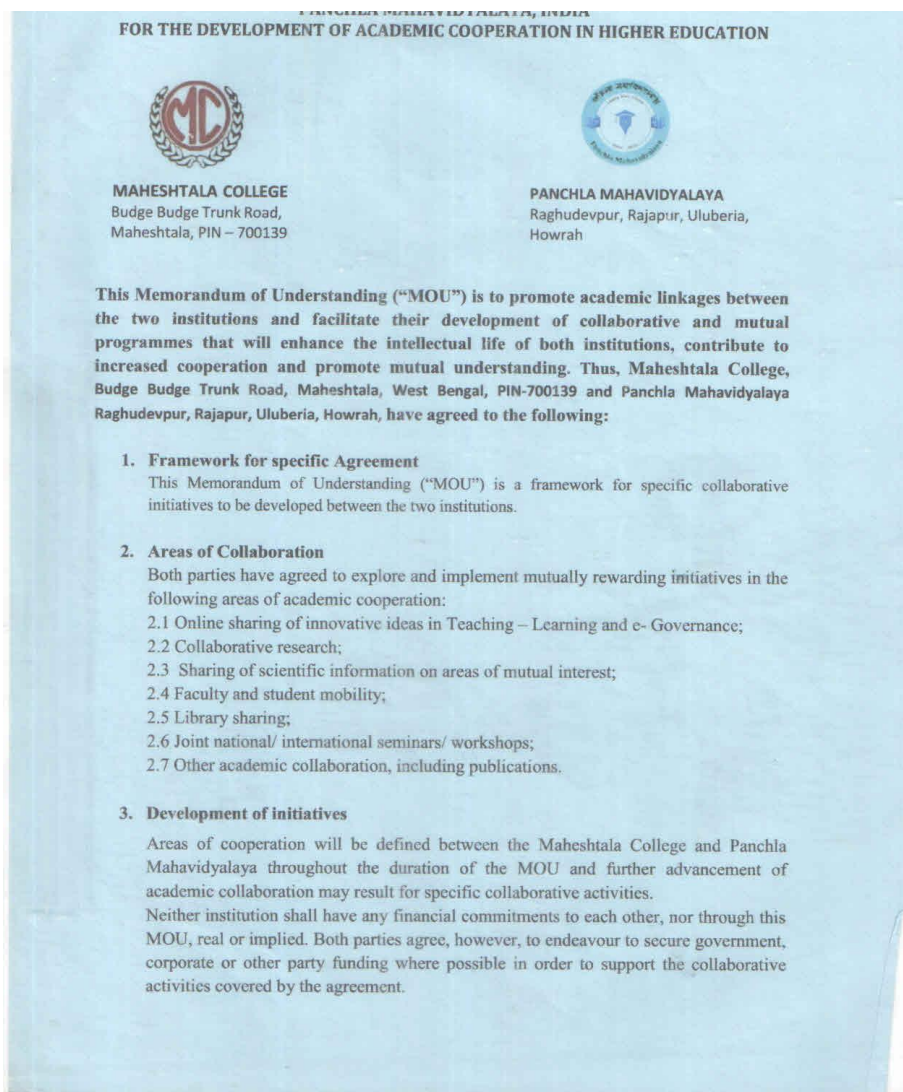 PANCHLA MAHAVIDYALAYA, INDIA
FOR THE DEVELOPMENT OF ACADEMIC COOPERATION IN HIGHER EDUCATION
MC
Panchla Mahavidyalaya
MAHESHTALA COLLEGE
Budge Budge Trunk Road,
Maheshtala, PIN – 700139
PANCHLA MAHAVIDYALAYA
Raghudevpur, Rajapur, Uluberia,
Howrah
This Memorandum of Understanding (“MOU”) is to promote academic linkages between
the two institutions and facilitate their development of collaborative and mutual
programmes that will enhance the intellectual life of both institutions, contribute to
increased cooperation and promote mutual understanding. Thus, Maheshtala College,
Budge Budge Trunk Road, Maheshtala, West Bengal, PIN-700139 and Panchla Mahavidyalaya
Raghudevpur, Rajapur, Uluberia, Howrah, have agreed to the following:
1. Framework for specific Agreement
This Memorandum of Understanding (“MOU”) is a framework for specific collaborative
initiatives to be developed between the two institutions.
2. Areas of Collaboration
Both parties have agreed to explore and implement mutually rewarding initiatives in the
following areas of academic cooperation:
2.1 Online sharing of innovative ideas in Teaching – Learning and e- Governance;
2.2 Collaborative research;
2.3 Sharing of scientific information on areas of mutual interest;
2.4 Faculty and student mobility;
2.5 Library sharing;
2.6 Joint national/ international seminars/ workshops;
2.7 Other academic collaboration, including publications.
3. Development of initiatives
Areas of cooperation will be defined between the Maheshtala College and Panchla
Mahavidyalaya throughout the duration of the MOU and further advancement of
academic collaboration may result for specific collaborative activities.
Neither institution shall have any financial commitments to each other, nor through this
MOU, real or implied. Both parties agree, however, to endeavour to secure government,
corporate or other party funding where possible in order to support the collaborative
activities covered by the agreement.